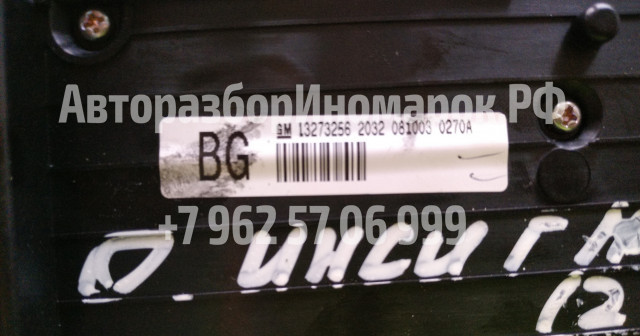 АвторазборИномарок.РФ
GM 13273256 2032 081003 0270A
BG
+7 962 57 06 999
О. ИНСИГН
12